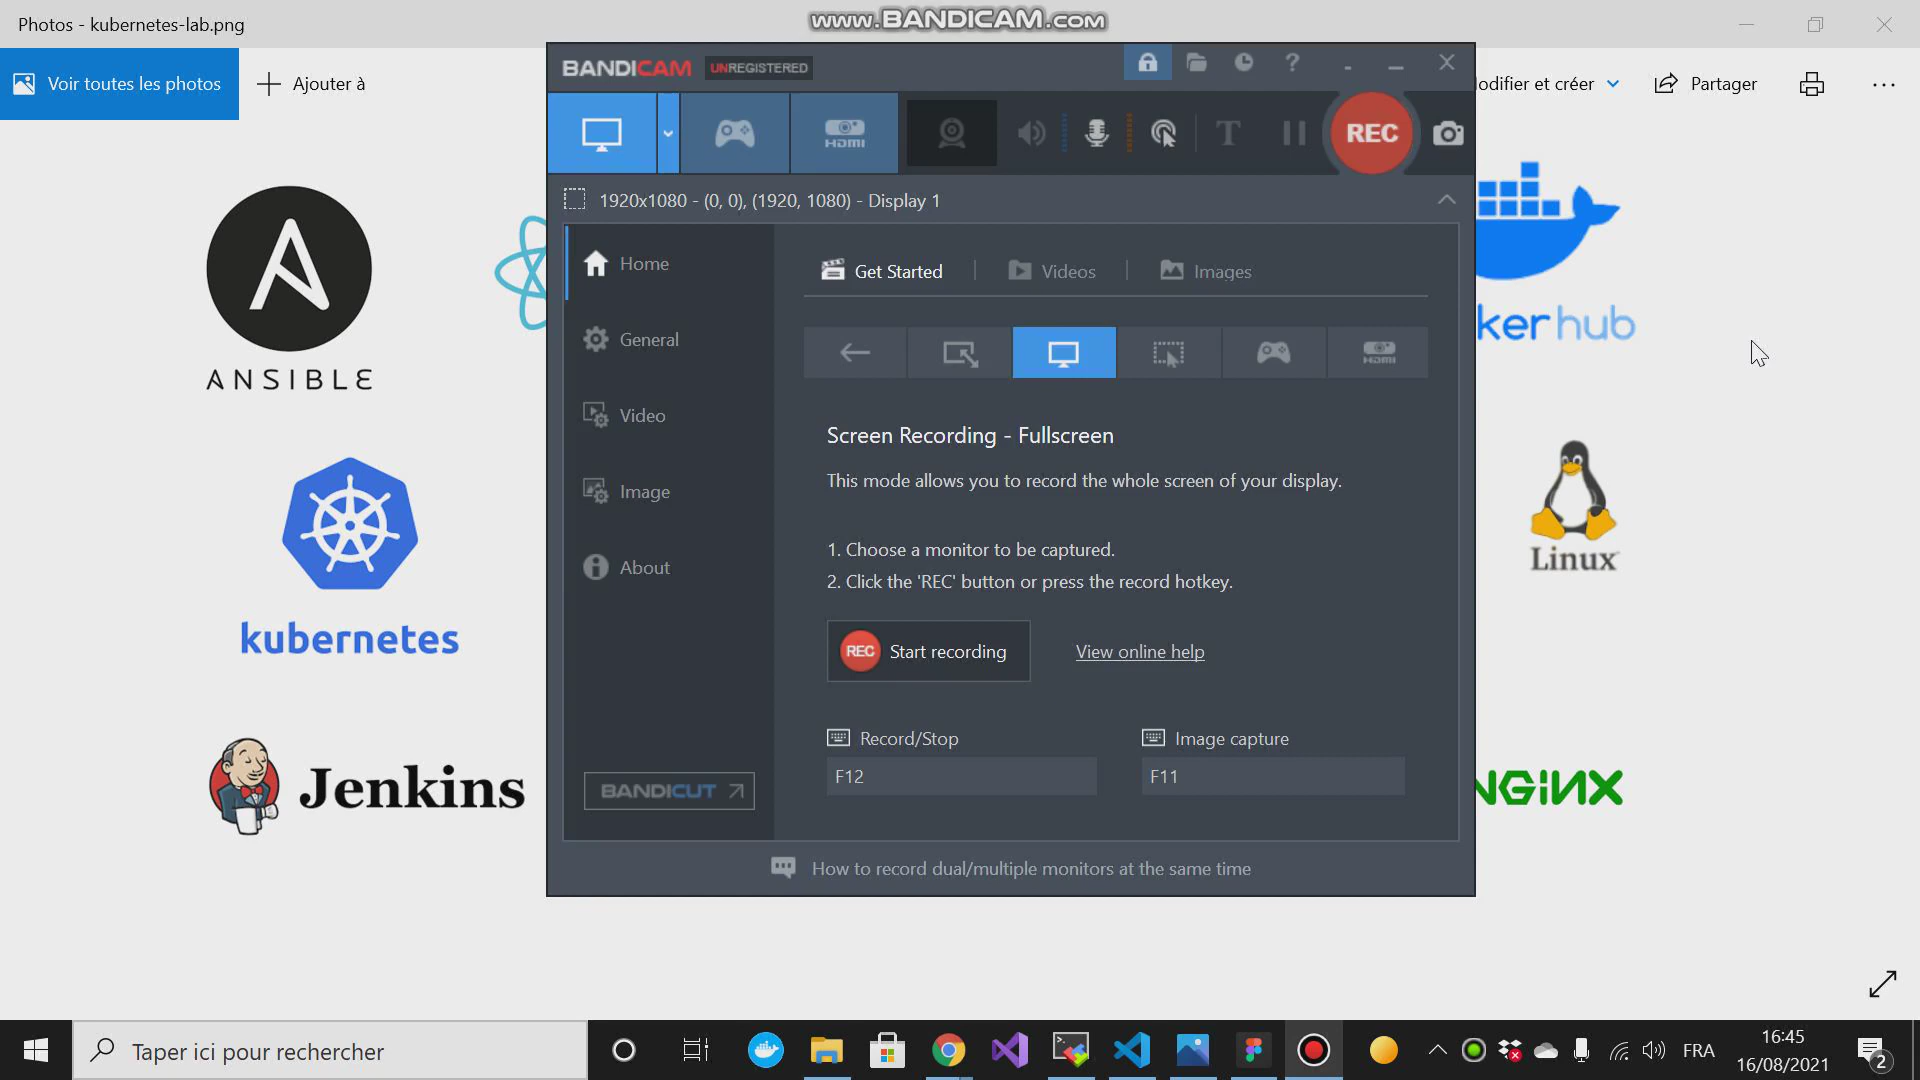 Photos - kubernetes-lab.png
www.BANDICAM.com
Voir toutes les photos
Ajouter à
odifier et créer
Partager
BANDICAM UNREGISTERED
HDMI
T
REC
1920x1080 - (0, 0), (1920, 1080) - Display 1
Home
General
Video
Image
About
BANDICUT
Get Started
Videos
Images
HDMI
Screen Recording - Fullscreen
This mode allows you to record the whole screen of your display.
1. Choose a monitor to be captured.
2. Click the 'REC' button or press the record hotkey.
REC Start recording
View online help
Record/Stop
Image capture
F12
F11
How to record dual/multiple monitors at the same time
ANSIBLE
kubernetes
Jenkins
ker hub
Linux
NGINX
Taper ici pour rechercher
FRA
16:45
16/08/2021
2